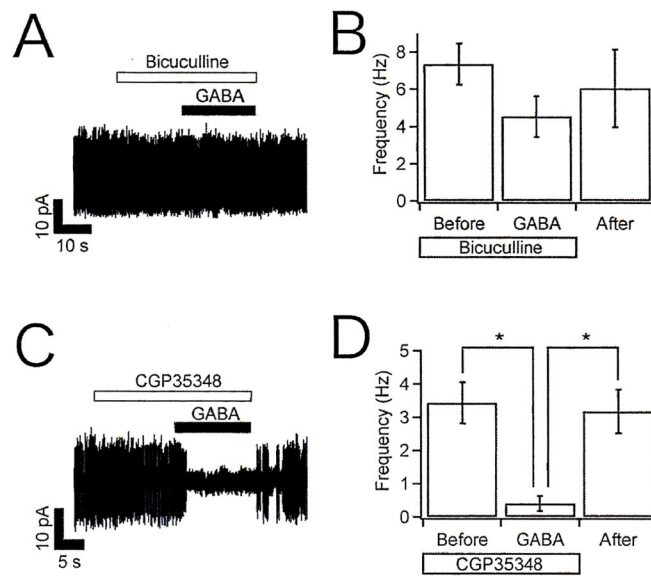 A
Bicuculline
GABA
10 pA
10 s
B
Frequency (Hz)
8
6
4
2
0
Before GABA After
Bicuculline
C
CGP35348
GABA
10 pA
5 s
D
Frequency (Hz)
5
4
3
2
1
0
* *
Before GABA After
CGP35348